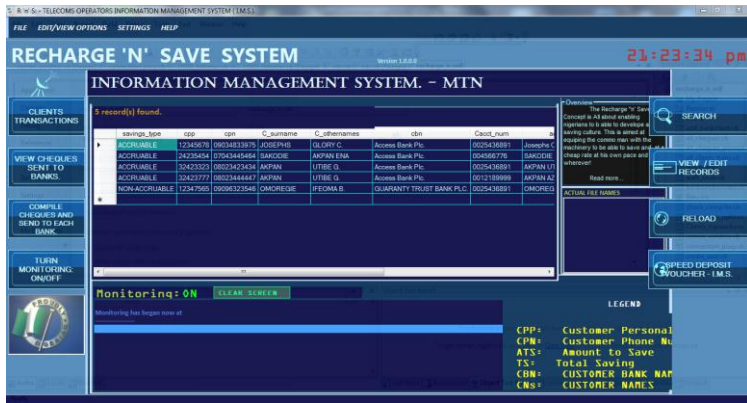 TELECOMS OPERATORS INFORMATION MANAGEMENT SYSTEM ( I.M.S.).
FILE EDIT/VIEW OPTIONS SETTINGS HELP
RECHARGE 'N' SAVE SYSTEM
Version 1.0.0.0
21:23:34 pm
INFORMATION MANAGEMENT SYSTEM. - MTN
CLIENTS TRANSACTIONS
VIEW CHEQUES SENT TO BANKS.
COMPILE CHEQUES AND SEND TO EACH BANK.
TURN MONITORING: ON/OFF
PROUDLY
5 record(s) found.
savings_type cpp cpn C_surname C_othernames cbn Cacct_num
ACCRUABLE 12345678 09034833975 JOSEPHS GLORY C. Access Bank Plc. 0025436891 Josephs C
ACCRUABLE 24235454 07043445464 SAKODIE AKPAN ENA Access Bank Plc. 004566776 SAKODIE
ACCRUABLE 32423323 08023423434 AKPAN UTIBE G. Access Bank Plc. 0025436891 AKPAN UT
ACCRUABLE 32423777 08023444447 AKPAN UTIBE G. Access Bank Plc. 0012189999 AKPAN AZ
NON-ACCRUABLE 12347565 09096323546 OMOREGIE IFEOMA B. GUARANTY TRUST BANK PLC. 0025436891 OMOREG
Overview
The Recharge 'n' Save
Concept is All about enabling
nigerians to b able to develope a
saving culture. This is aimed at
equiping the commo man with the
machinery to be able to save and
cheap rate at his own pace and
wherever!
Read more...
ACTUAL FILE NAMES
SEARCH
VIEW / EDIT RECORDS
RELOAD
SPEED DEPOSIT VOUCHER - I.M.S.
Monitoring: ON CLEAR SCREEN
Monitoring has began now at
LEGEND
CPP: Customer Personal
CPN: Customer Phone Nu
ATS: Amount to Save
TS: Total Saving
CBN: CUSTOMER BANK NAM
CNs: CUSTOMER NAMES